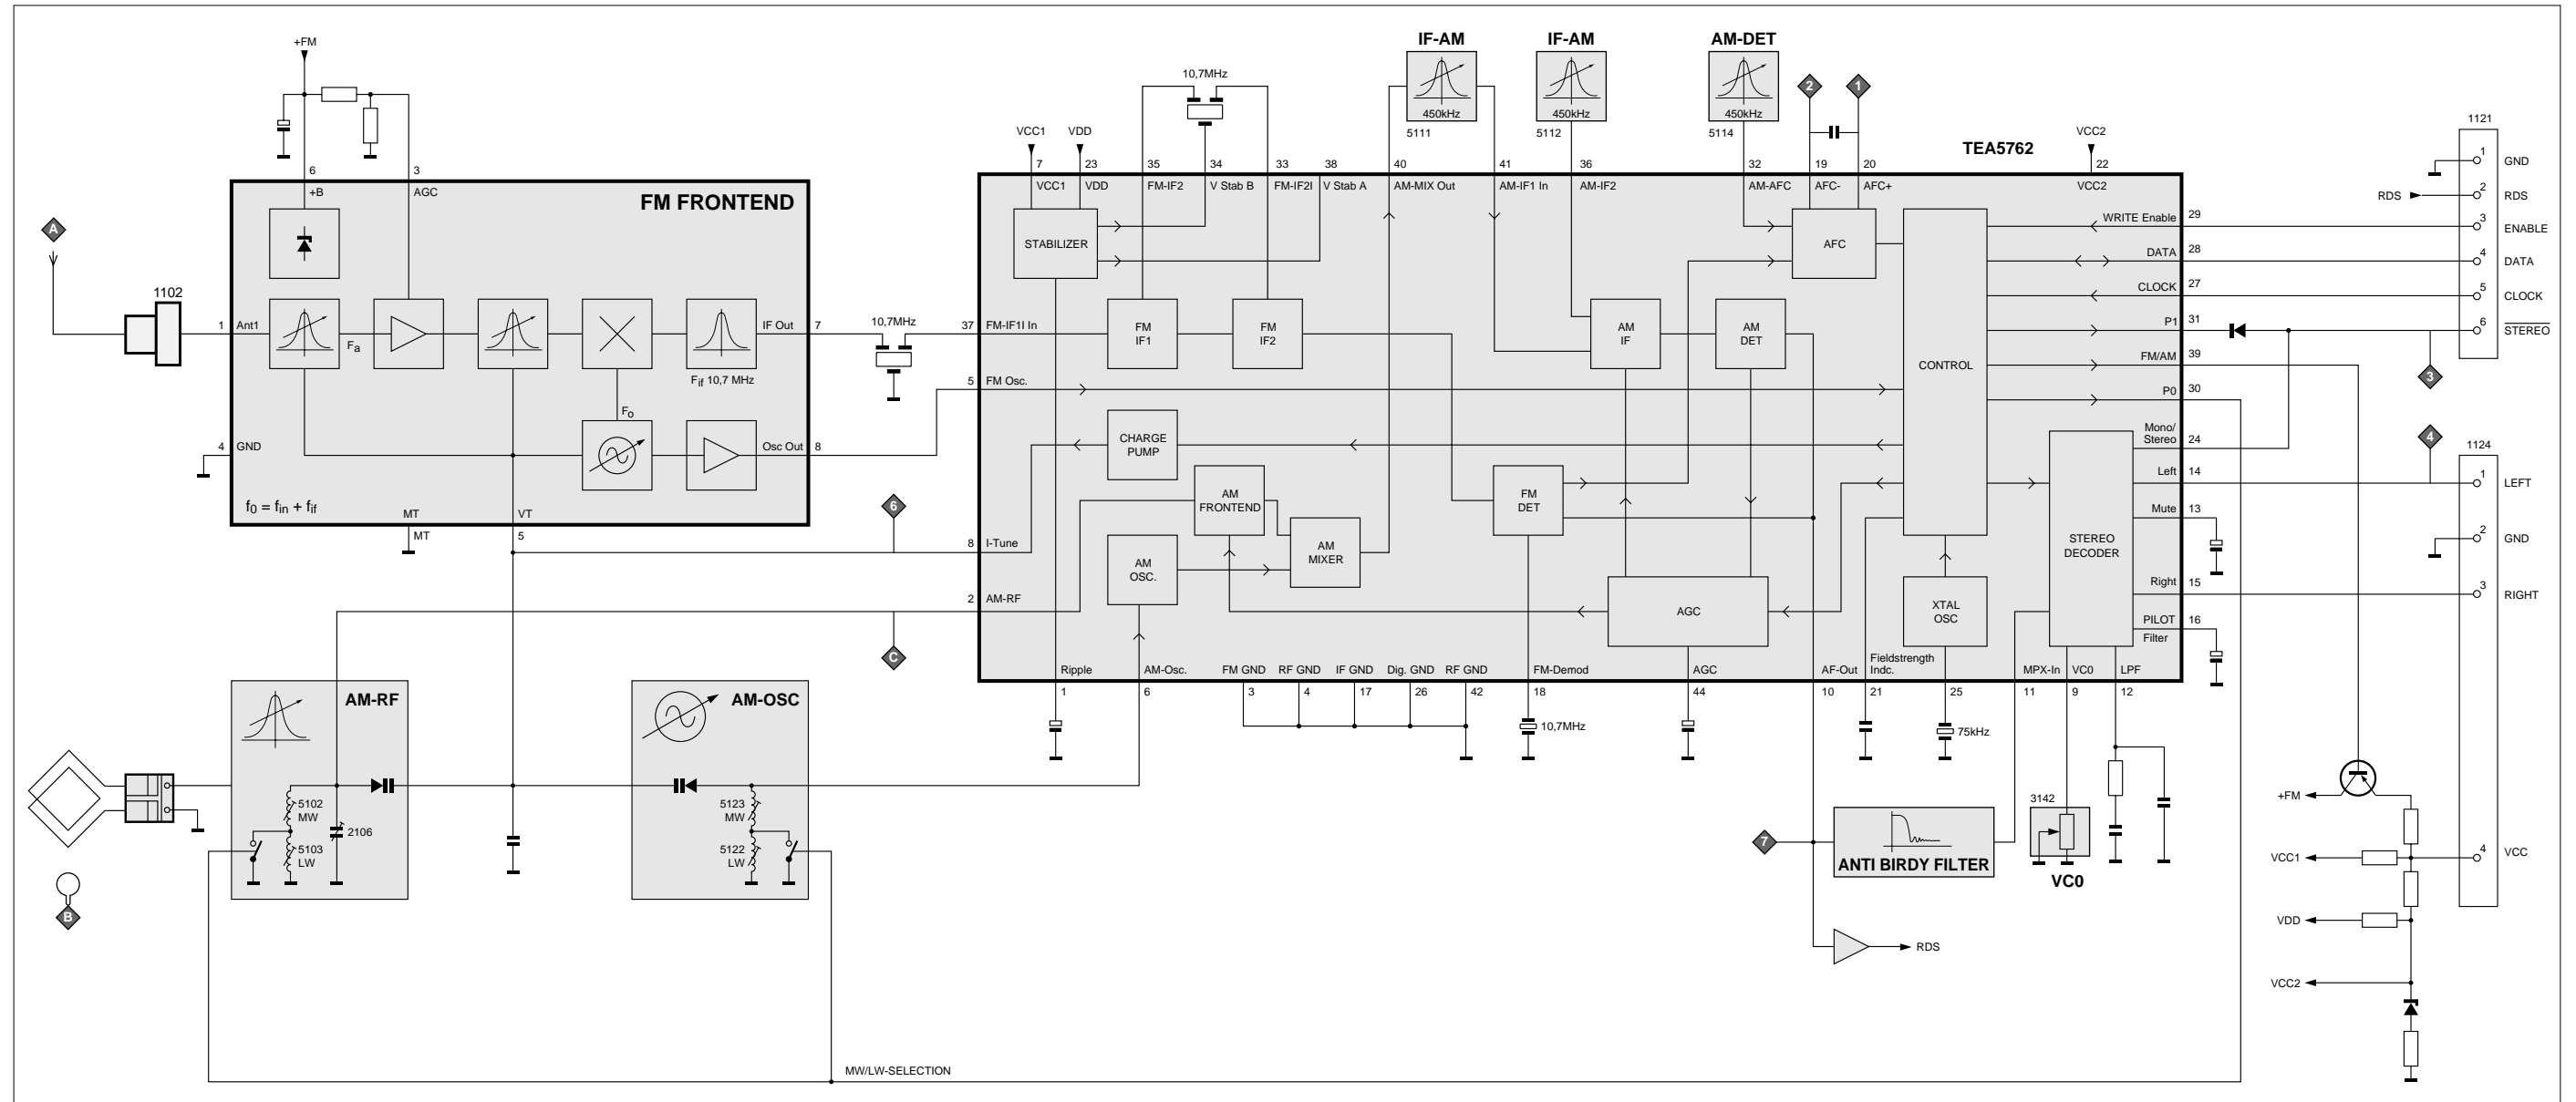 +FM
6
3
+B
AGC
FM FRONTEND
A
1102
1
Ant1
Fa
IF Out
7
Fif 10,7 MHz
Fo
4
GND
Osc Out
8
f0 = fin + fif
MT
VT
MT
5
10,7MHz
6
C
IF-AM
450kHz
5111
IF-AM
450kHz
5112
AM-DET
450kHz
5114
2
1
10,7MHz
VCC1
VDD
TEA5762
VCC2
7
23
35
34
33
38
40
41
36
32
19
20
22
VCC1
VDD
FM-IF2
V Stab B
FM-IF2I
V Stab A
AM-MIX Out
AM-IF1 In
AM-IF2
AM-AFC
AFC-
AFC+
VCC2
STABILIZER
AFC
WRITE Enable
29
DATA
28
CLOCK
27
P1
31
FM/AM
39
P0
30
Mono/
Stereo
24
Left
14
Mute
13
Right
15
PILOT
Filter
16
37
FM-IF1I In
FM
IF1
FM
IF2
AM
IF
AM
DET
CONTROL
5
FM Osc.
CHARGE
PUMP
AM
FRONTEND
FM
DET
8
I-Tune
AM
OSC.
AM
MIXER
STEREO
DECODER
2
AM-RF
AGC
XTAL
OSC
Ripple
AM-Osc.
FM GND
RF GND
IF GND
Dig. GND
RF GND
FM-Demod
AGC
AF-Out
Fieldstrength
Indc.
MPX-In
VC0
LPF
1
6
3
4
17
26
42
18
44
10
21
25
11
9
12
10,7MHz
75kHz
1121
1
GND
RDS
2
RDS
3
ENABLE
4
DATA
5
CLOCK
6
STEREO
3
4
1124
1
LEFT
2
GND
3
RIGHT
4
VCC
+FM
VCC1
VDD
VCC2
AM-RF
5102
MW
2106
5103
LW
B
AM-OSC
5123
MW
5122
LW
7
ANTI BIRDY FILTER
3142
VC0
RDS
MW/LW-SELECTION